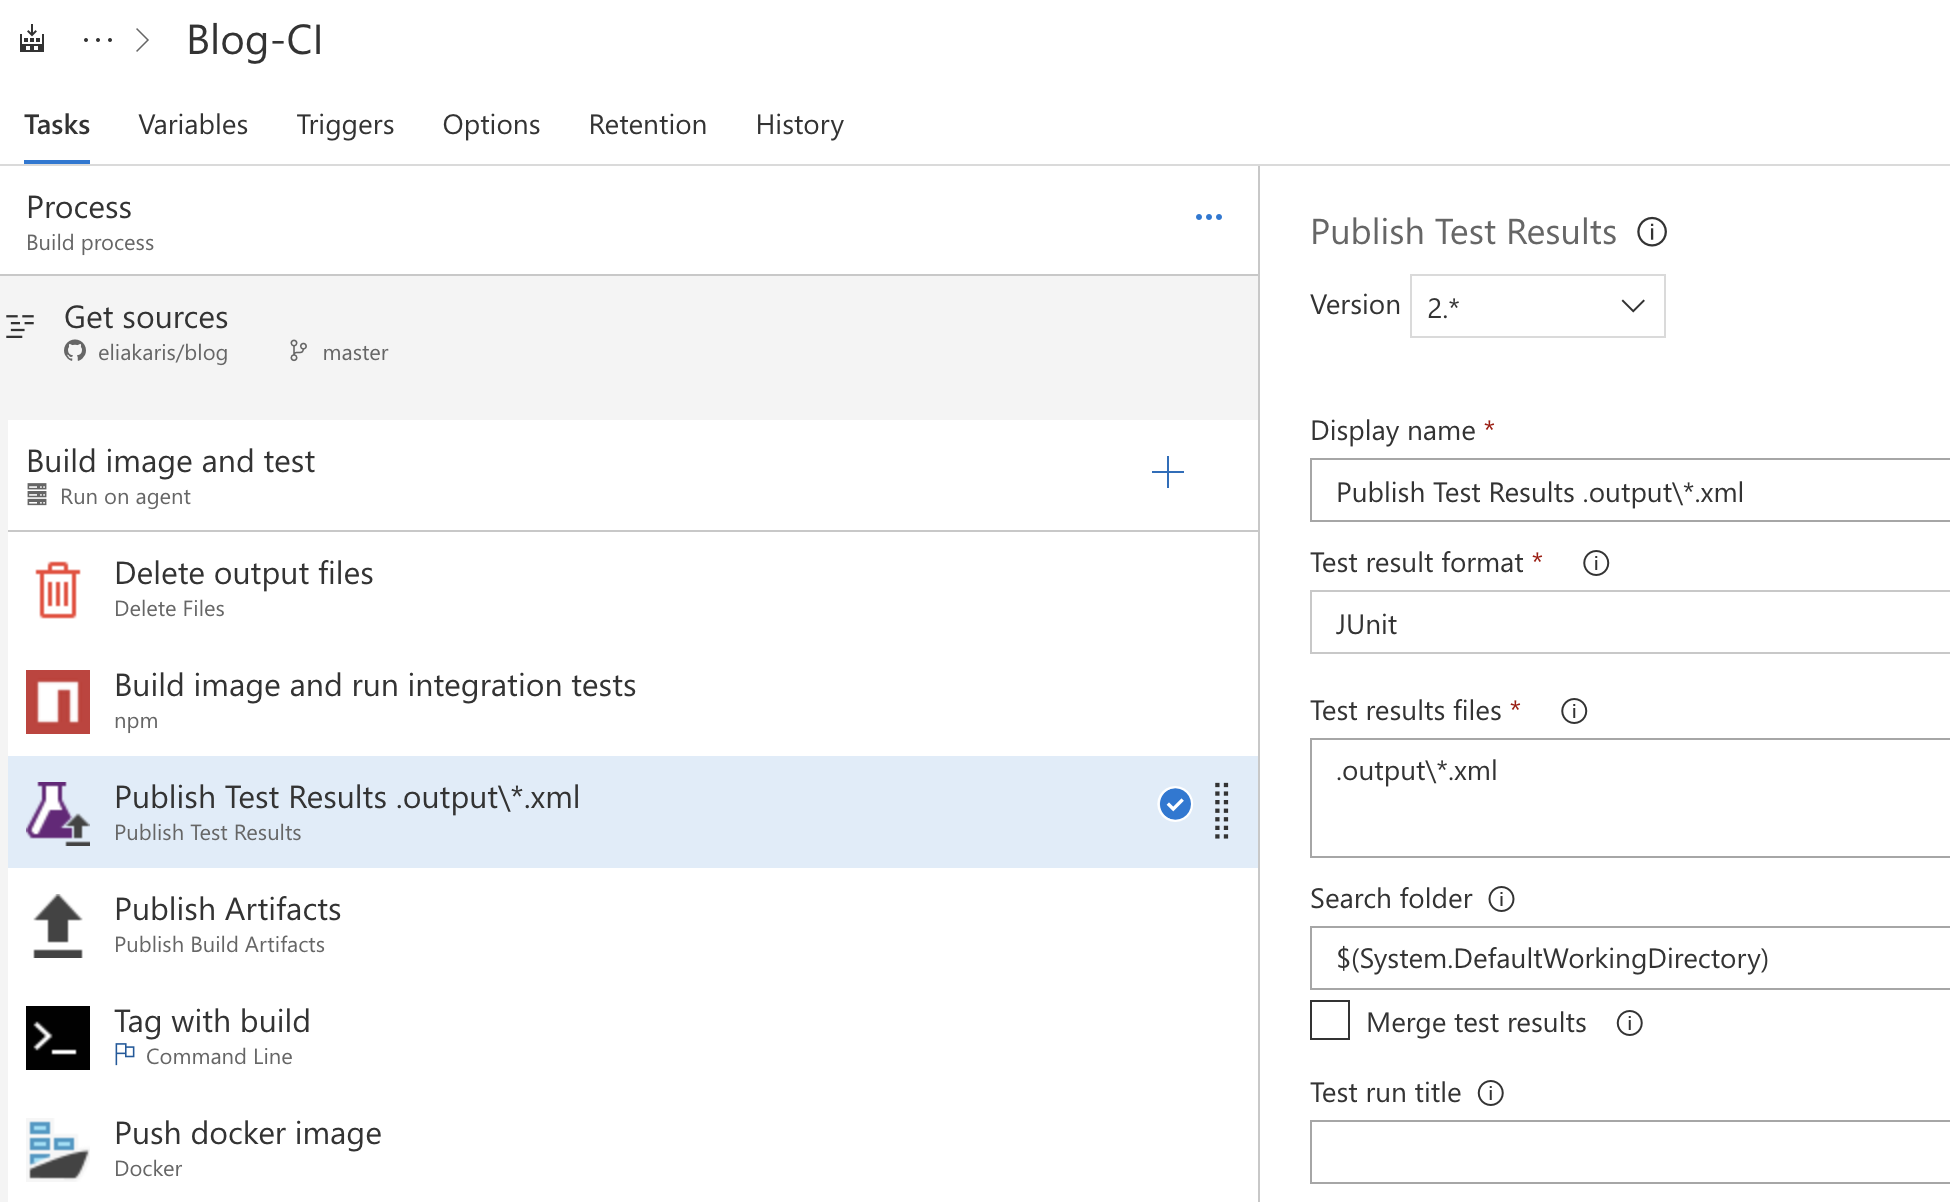 Blog-CI
Tasks Variables Triggers Options Retention History
Process
Build process
Get sources
eliakaris/blog master
Build image and test
Run on agent
Delete output files
Delete Files
Build image and run integration tests
npm
Publish Test Results .output\*.xml
Publish Test Results
Publish Artifacts
Publish Build Artifacts
Tag with build
Command Line
Push docker image
Docker
Publish Test Results
Version 2.*
Display name *
Publish Test Results .output\*.xml
Test result format *
JUnit
Test results files *
.output\*.xml
Search folder
$(System.DefaultWorkingDirectory)
Merge test results
Test run title